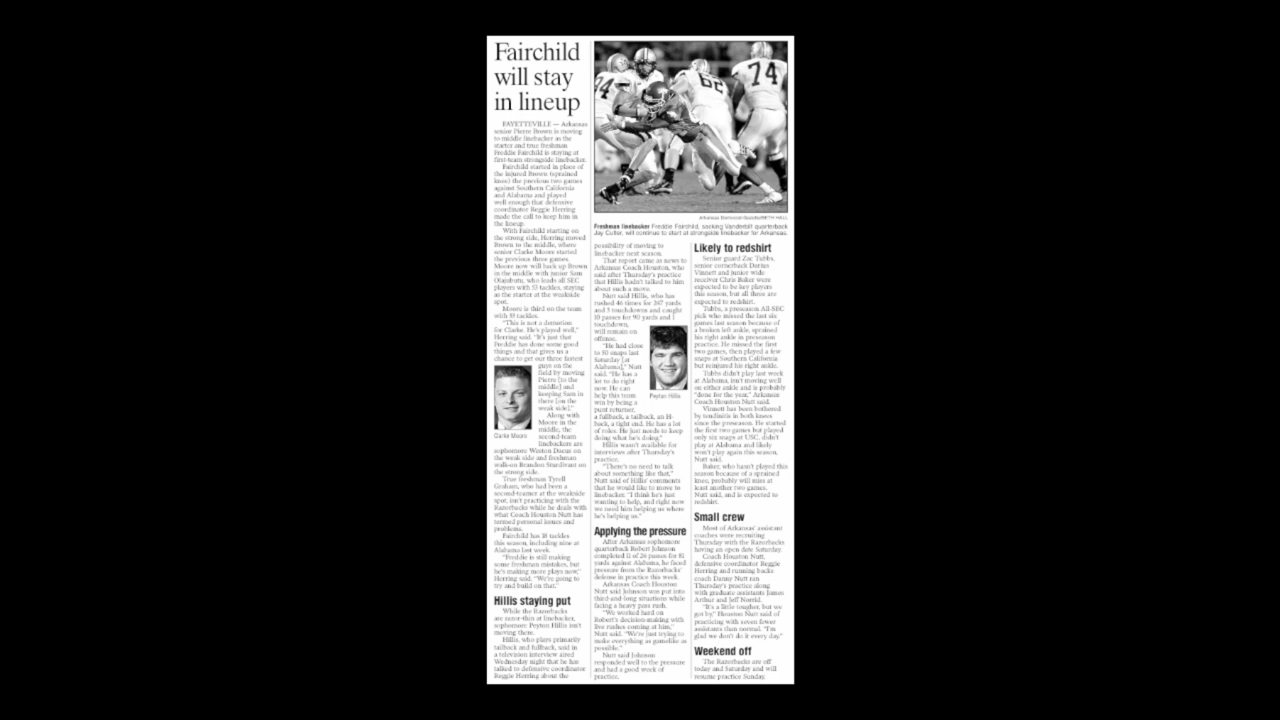 Fairchild
will stay
in lineup
FAYETTEVILLE — Arkansas
senior Pierre Brown is moving
to middle linebacker as the
starter and true freshman
Freddie Fairchild is staying at
first-team strongside linebacker.
Fairchild started in place of
the injured Brown (sprained
knee) the previous two games
against Southern California
and Alabama and played
well enough that defensive
coordinator Reggie Herring
made the call to keep him in
the lineup.
With Fairchild starting on
the strong side, Herring moved
Brown to the middle, where
senior Clarke Moore started
the previous three games.
Moore now will back up Brown
in the middle with junior Sam
Olajubutu, who leads all SEC
players with 53 tackles, staying
as the starter at the weakside
spot.
Moore is third on the team
with 33 tackles.
"This is not a demotion
for Clarke. He's played well,"
Herring said. "It's just that
Freddie has done some good
things and that gives us a
chance to get our three fastest
guys on the
field by moving
Pierre [to the
middle] and
keeping Sam in
there [on the
weak side]."
Along with
Moore in the
middle, the
second-team
linebackers are
Clarke Moore
sophomore Weston Dacus on
the weak side and freshman
walk-on Brandon Sturdivant on
the strong side.
True freshman Tyrell
Graham, who had been a
second-teamer at the weakside
spot, isn't practicing with the
Razorbacks while he deals with
what Coach Houston Nutt has
termed personal issues and
problems.
Fairchild has 18 tackles
this season, including nine at
Alabama last week.
"Freddie is still making
some freshman mistakes, but
he's making more plays now,"
Herring said. "We're going to
try and build on that."
Hillis staying put
While the Razorbacks
are razor-thin at linebacker,
sophomore Peyton Hillis isn't
moving there.
Hillis, who plays primarily
tailback and fullback, said in
a television interview aired
Wednesday night that he has
talked to defensive coordinator
Reggie Herring about the
74
62
74
Arkansas Democrat-Gazette/BETH HALL
Freshman linebacker Freddie Fairchild, sacking Vanderbilt quarterback
Jay Cutler, will continue to start at strongside linebacker for Arkansas.
possibility of moving to
linebacker next season.
That report came as news to
Arkansas Coach Houston, who
said after Thursday's practice
that Hillis hadn't talked to him
about such a move.
Nutt said Hillis, who has
rushed 46 times for 247 yards
and 3 touchdowns and caught
10 passes for 90 yards and 1
touchdown,
will remain on
offense.
"He had close
to 50 snaps last
Saturday [at
Alabama]," Nutt
said. "He has a
lot to do right
now. He can
help this team
win by being a
punt returner,
Peyton Hillis
a fullback, a tailback, an H-
back, a tight end. He has a lot
of roles. He just needs to keep
doing what he's doing."
Hillis wasn't available for
interviews after Thursday's
practice.
"There's no need to talk
about something like that,"
Nutt said of Hillis' comments
that he would like to move to
linebacker. "I think he's just
wanting to help, and right now
we need him helping us where
he's helping us."
Applying the pressure
After Arkansas sophomore
quarterback Robert Johnson
completed 11 of 26 passes for 81
yards against Alabama, he faced
pressure from the Razorbacks'
defense in practice this week.
Arkansas Coach Houston
Nutt said Johnson was put into
third-and-long situations while
facing a heavy pass rush.
"We worked hard on
Robert's decision-making with
live rushes coming at him,"
Nutt said. "We're just trying to
make everything as gamelike as
possible."
Nutt said Johnson
responded well to the pressure
and had a good week of
practice.
Likely to redshirt
Senior guard Zac Tubbs,
senior cornerback Darius
Vinnett and junior wide
receiver Chris Baker were
expected to be key players
this season, but all three are
expected to redshirt.
Tubbs, a preseason All-SEC
pick who missed the last six
games last season because of
a broken left ankle, sprained
his right ankle in preseason
practice. He missed the first
two games, then played a few
snaps at Southern California
but reinjured his right ankle.
Tubbs didn't play last week
at Alabama, isn't moving well
on either ankle and is probably
"done for the year," Arkansas
Coach Houston Nutt said.
Vinnett has been bothered
by tendinitis in both knees
since the preseason. He started
the first two games but played
only six snaps at USC, didn't
play at Alabama and likely
won't play again this season,
Nutt said.
Baker, who hasn't played this
season because of a sprained
knee, probably will miss at
least another two games,
Nutt said, and is expected to
redshirt.
Small crew
Most of Arkansas' assistant
coaches were recruiting
Thursday with the Razorbacks
having an open date Saturday.
Coach Houston Nutt,
defensive coordinator Reggie
Herring and running backs
coach Danny Nutt ran
Thursday's practice along
with graduate assistants James
Arthur and Jeff Norrid.
"It's a little tougher, but we
got by," Houston Nutt said of
practicing with seven fewer
assistants than normal. "I'm
glad we don't do it every day."
Weekend off
The Razorbacks are off
today and Saturday and will
resume practice Sunday.